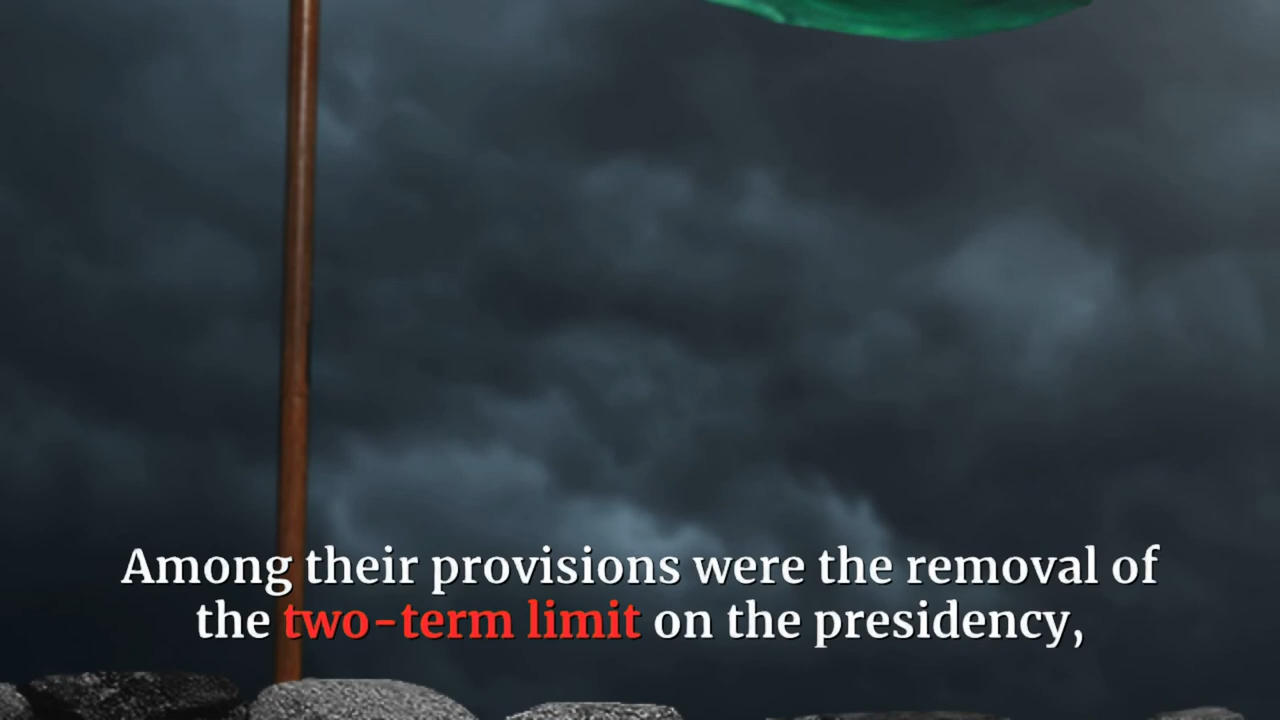 Among their provisions were the removal of
the two-term limit on the presidency,